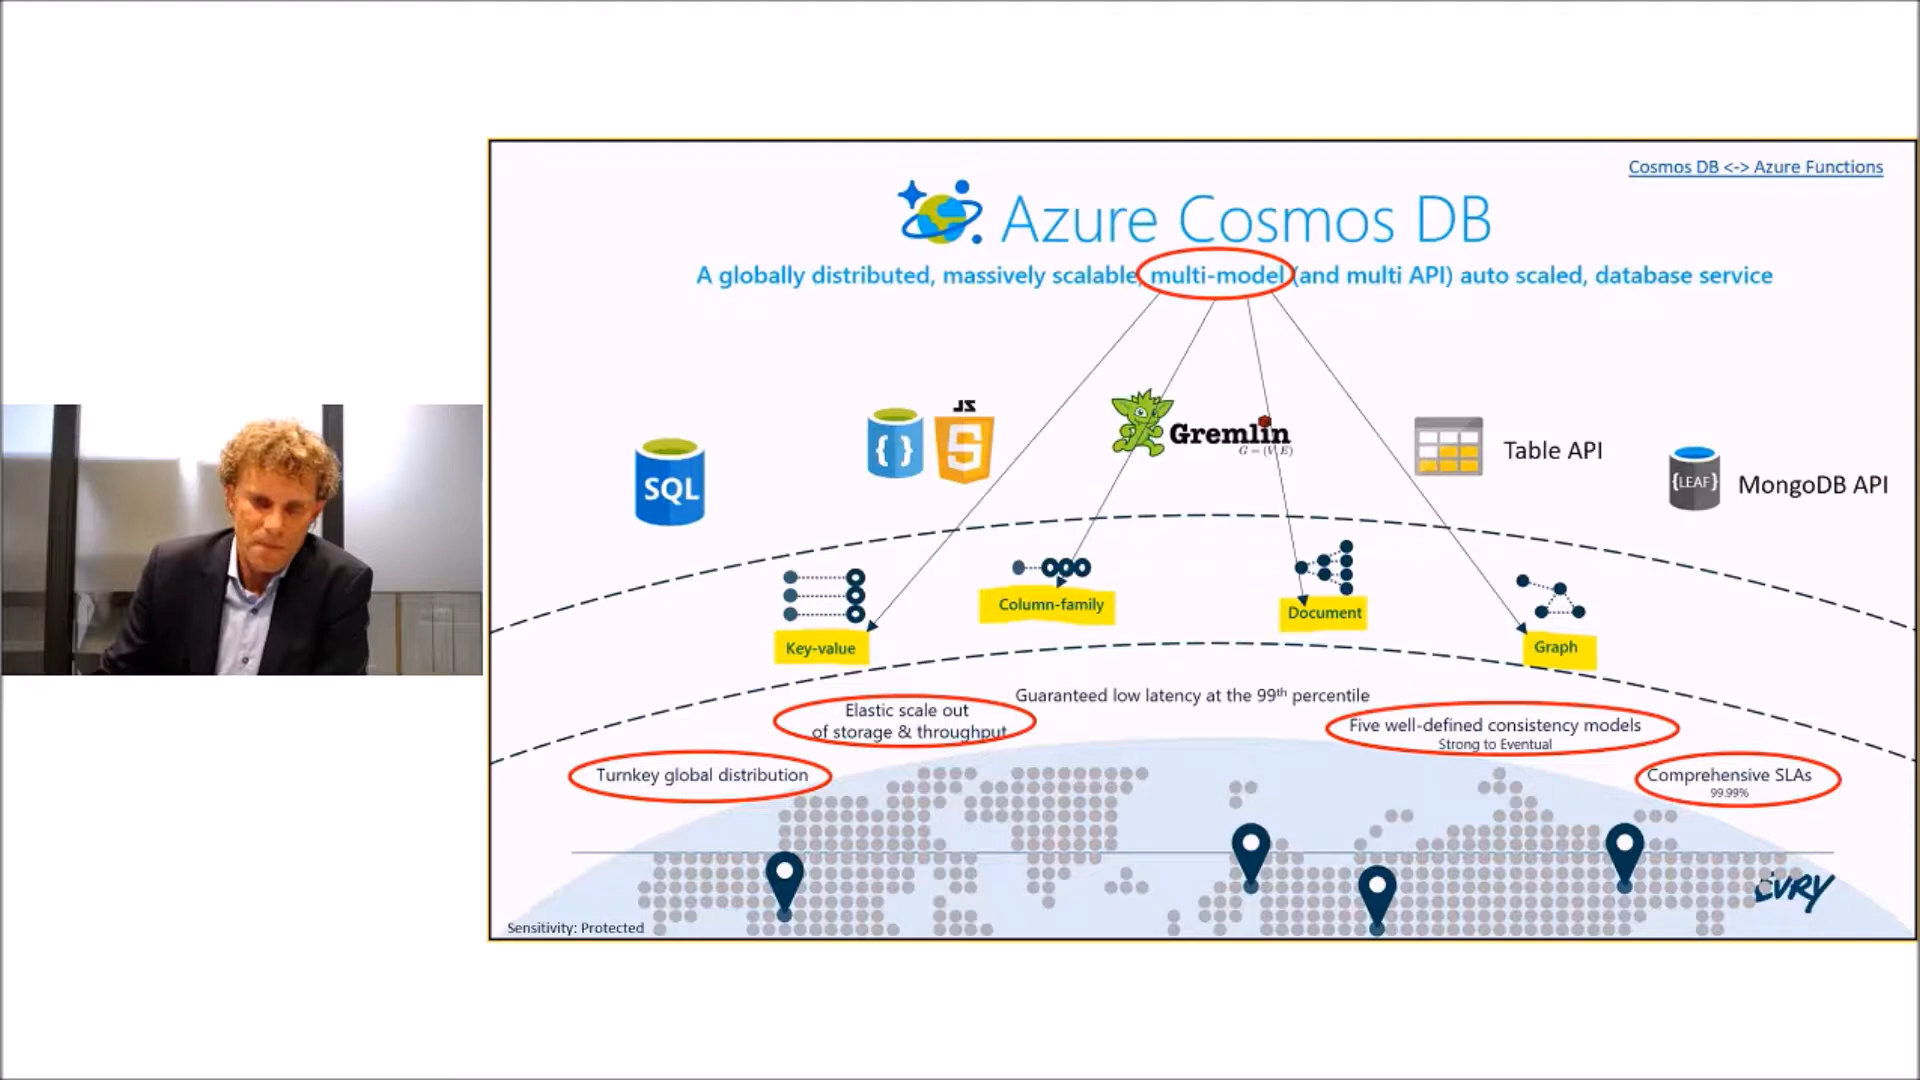 Cosmos DB <-> Azure Functions
Azure Cosmos DB
A globally distributed, massively scalable, multi-model (and multi API) auto scaled, database service
SQL
{ }
JS
5
Gremlin
G = (V, E)
Table API
{LEAF}
MongoDB API
Key-value
Column-family
Document
Graph
Guaranteed low latency at the 99th percentile
Elastic scale out
of storage & throughput
Five well-defined consistency models
Strong to Eventual
Turnkey global distribution
Comprehensive SLAs
99.99%
EVRY
Sensitivity: Protected